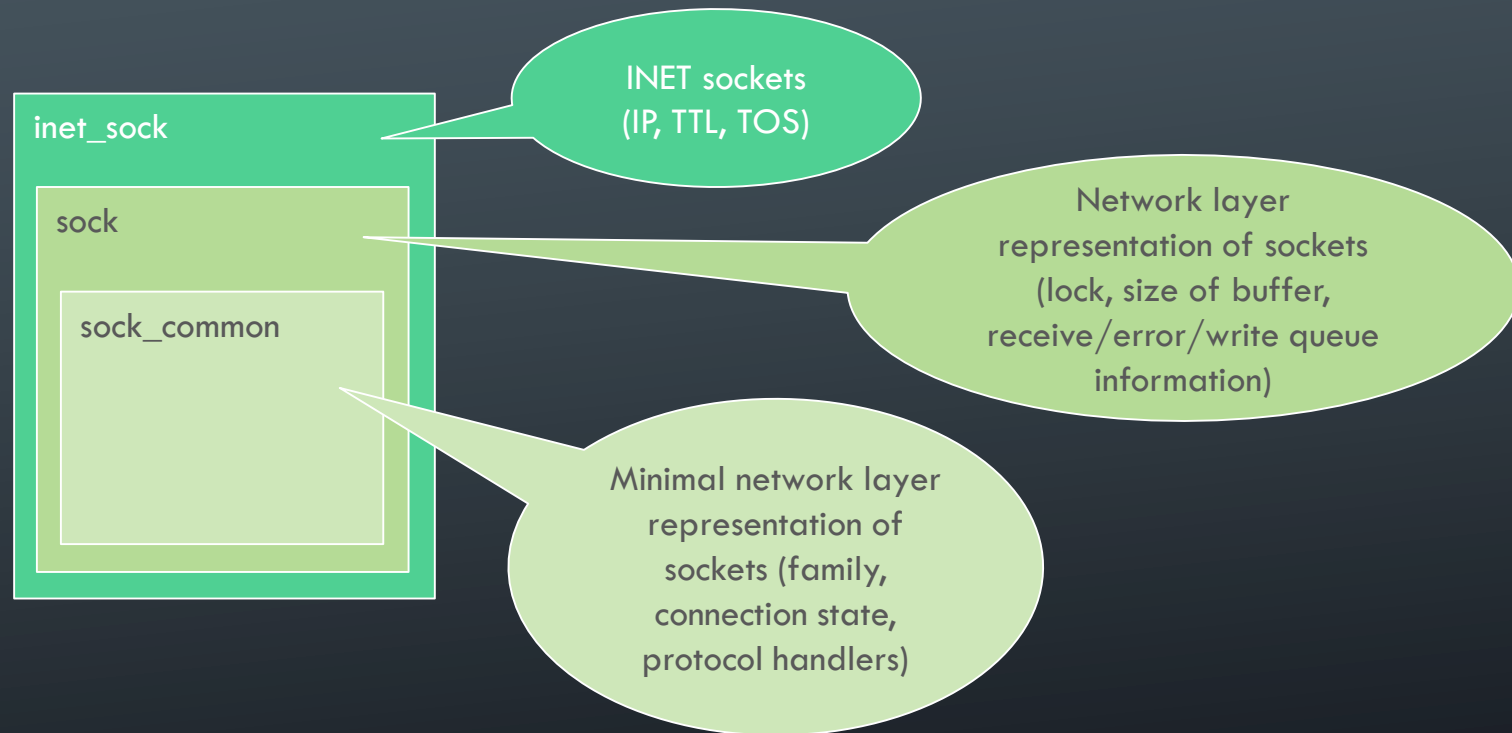 INET sockets
(IP, TTL, TOS)
inet_sock
sock
Network layer
representation of sockets
(lock, size of buffer,
receive/error/write queue
information)
sock_common
Minimal network layer
representation of
sockets (family,
connection state,
protocol handlers)